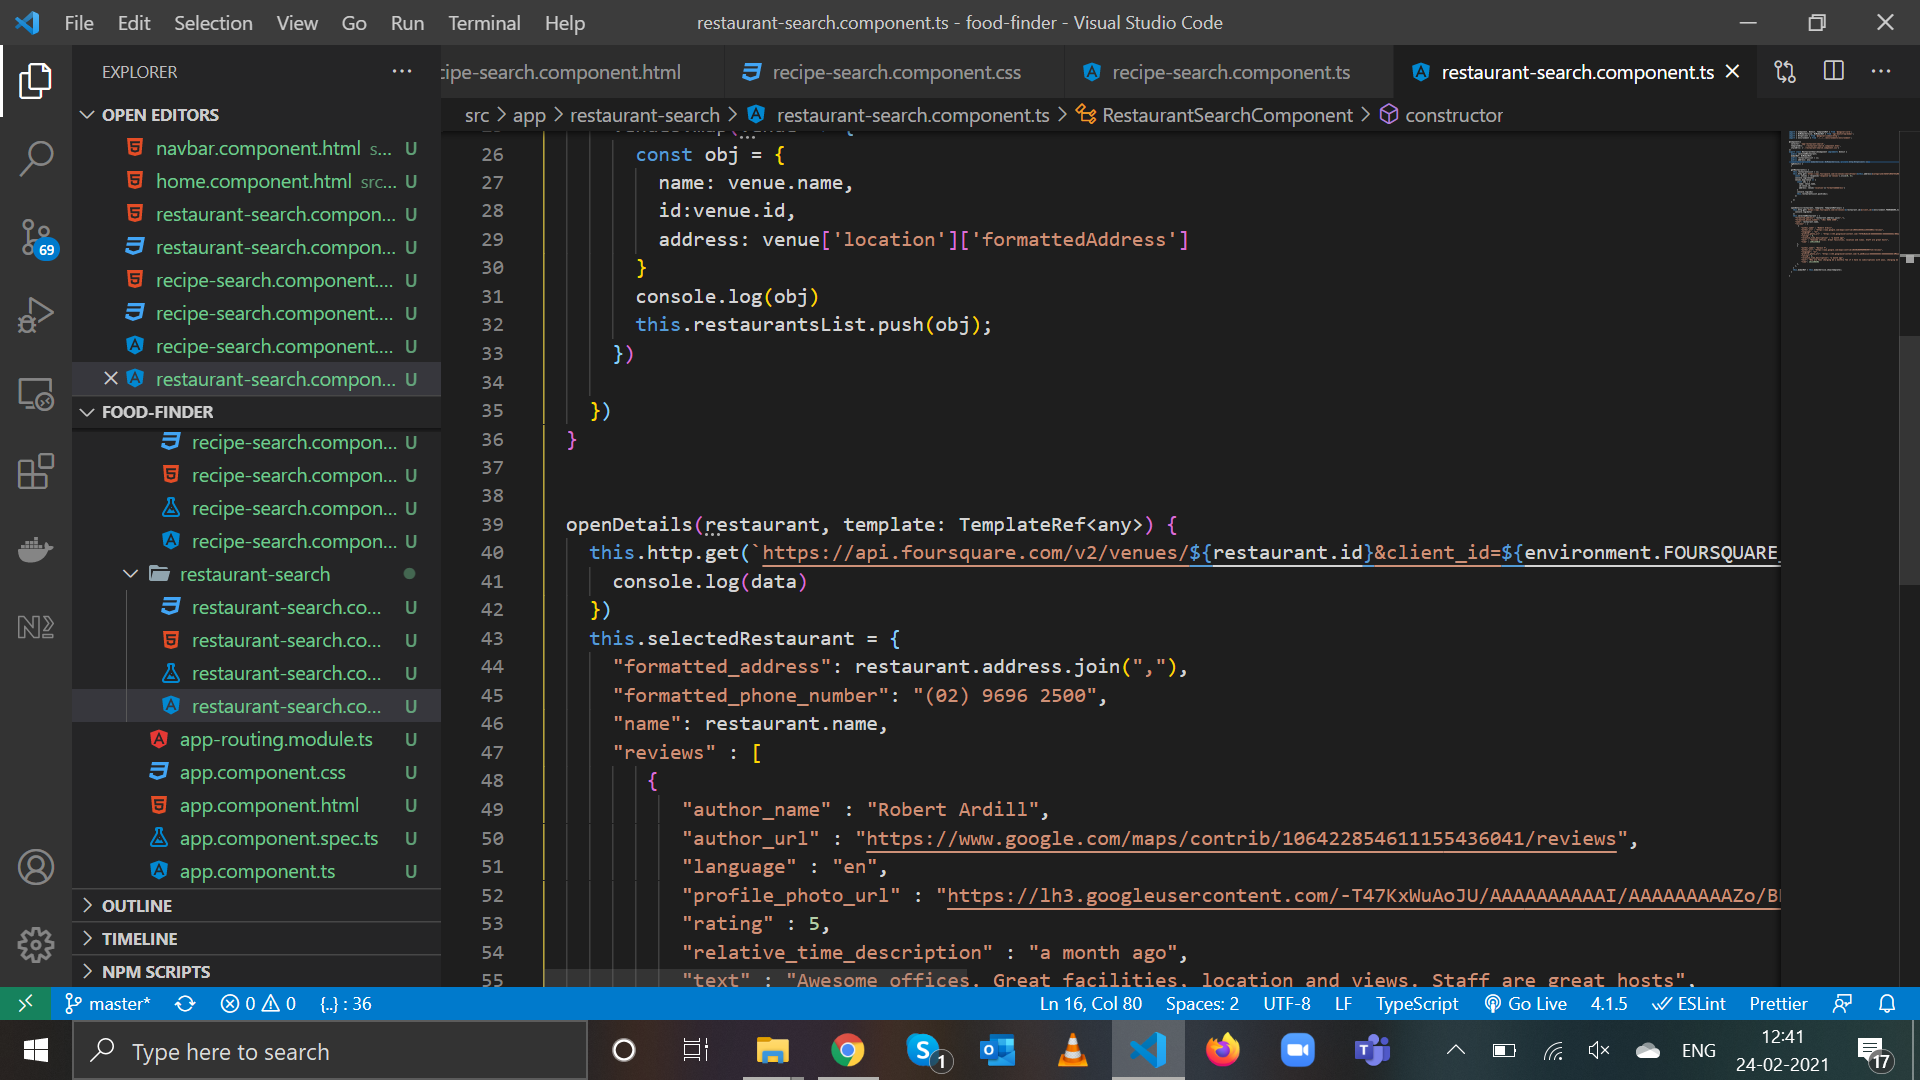 File Edit Selection View Go Run Terminal Help
restaurant-search.component.ts - food-finder - Visual Studio Code
EXPLORER
OPEN EDITORS
navbar.component.html s... U
home.component.html src... U
restaurant-search.compon... U
restaurant-search.compon... U
recipe-search.component.... U
recipe-search.component.... U
recipe-search.component.... U
restaurant-search.compon... U
FOOD-FINDER
recipe-search.compon... U
recipe-search.compon... U
recipe-search.compon... U
recipe-search.compon... U
restaurant-search
restaurant-search.co... U
restaurant-search.co... U
restaurant-search.co... U
restaurant-search.co... U
app-routing.module.ts U
app.component.css U
app.component.html U
app.component.spec.ts U
app.component.ts U
OUTLINE
TIMELINE
NPM SCRIPTS
69
cipe-search.component.html recipe-search.component.css recipe-search.component.ts restaurant-search.component.ts
src > app > restaurant-search > restaurant-search.component.ts > RestaurantSearchComponent > constructor
26 const obj = {
27 name: venue.name,
28 id:venue.id,
29 address: venue['location']['formattedAddress']
30 }
31 console.log(obj)
32 this.restaurantsList.push(obj);
33 })
34
35 })
36 }
37
38
39 openDetails(restaurant, template: TemplateRef<any>) {
40 this.http.get(`https://api.foursquare.com/v2/venues/${restaurant.id}&client_id=${environment.FOURSQUARE_
41 console.log(data)
42 })
43 this.selectedRestaurant = {
44 "formatted_address": restaurant.address.join(","),
45 "formatted_phone_number": "(02) 9696 2500",
46 "name": restaurant.name,
47 "reviews" : [
48 {
49 "author_name" : "Robert Ardill",
50 "author_url" : "https://www.google.com/maps/contrib/106422854611155436041/reviews",
51 "language" : "en",
52 "profile_photo_url" : "https://lh3.googleusercontent.com/-T47KxWuAoJU/AAAAAAAAAAI/AAAAAAAAAZo/B
53 "rating" : 5,
54 "relative_time_description" : "a month ago",
55 "text" : "Awesome offices. Great facilities, location and views. Staff are great hosts",
master* 0 0 {..} : 36
Ln 16, Col 80 Spaces: 2 UTF-8 LF TypeScript Go Live 4.1.5 ESLint Prettier
Type here to search
1
ENG
12:41
24-02-2021
17